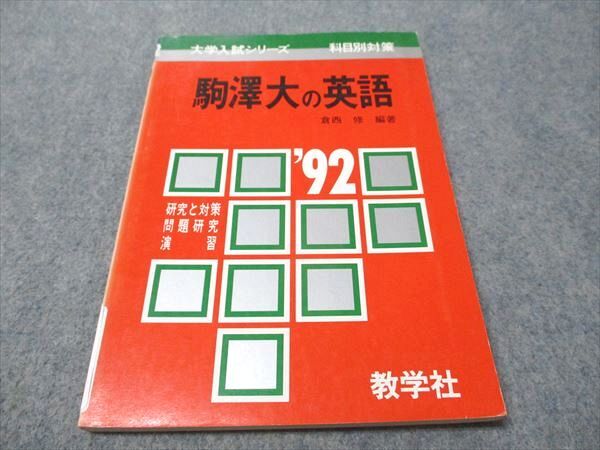 大学入試シリーズ 科目別対策
駒澤大の英語
倉西 修 編著
'92
研究と対策
問題研究
演習
教学社